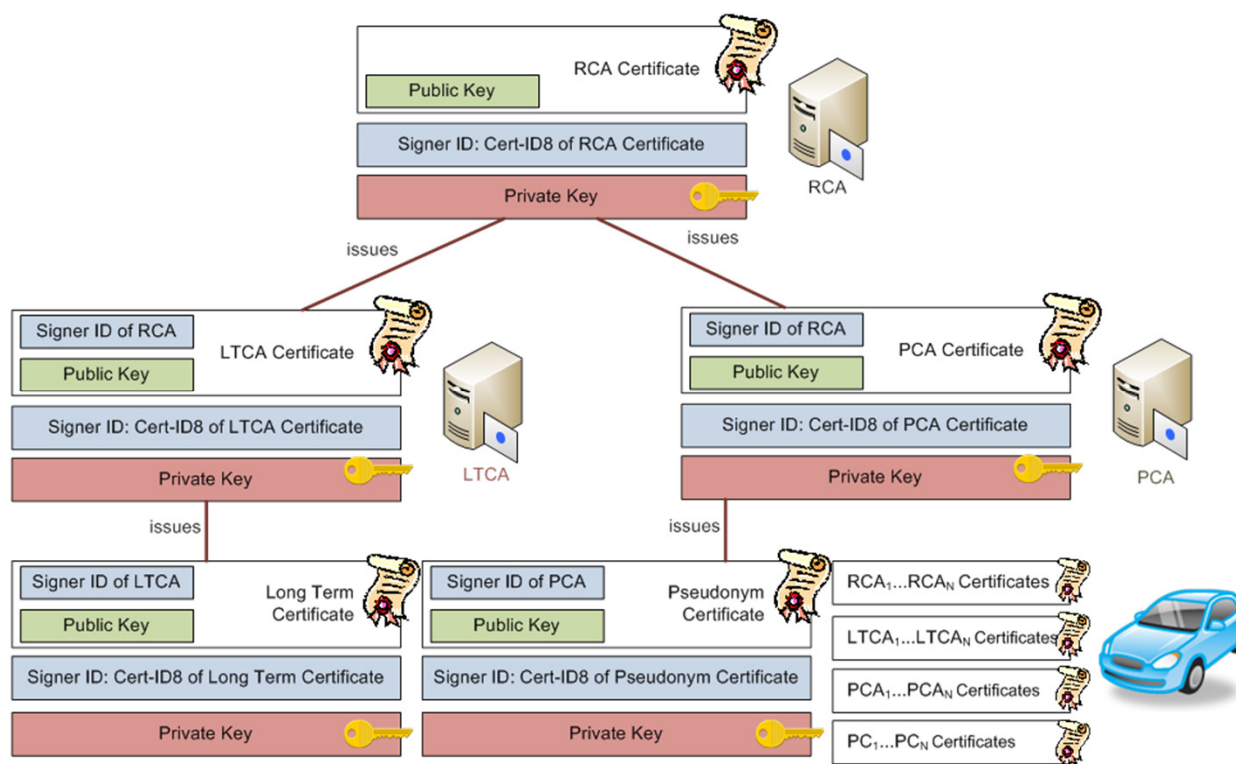 RCA Certificate
Public Key
Signer ID: Cert-ID8 of RCA Certificate
RCA
Private Key
issues
issues
Signer ID of RCA
LTCA Certificate
Public Key
Signer ID: Cert-ID8 of LTCA Certificate
Private Key
LTCA
Signer ID of RCA
PCA Certificate
Public Key
Signer ID: Cert-ID8 of PCA Certificate
Private Key
PCA
issues
issues
Signer ID of LTCA
Long Term
Certificate
Public Key
Signer ID: Cert-ID8 of Long Term Certificate
Private Key
Signer ID of PCA
Pseudonym
Certificate
Public Key
Signer ID: Cert-ID8 of Pseudonym Certificate
Private Key
RCA₁...RCAN Certificates
LTCA₁...LTCAN Certificates
PCA₁...PCAN Certificates
PC₁...PCN Certificates